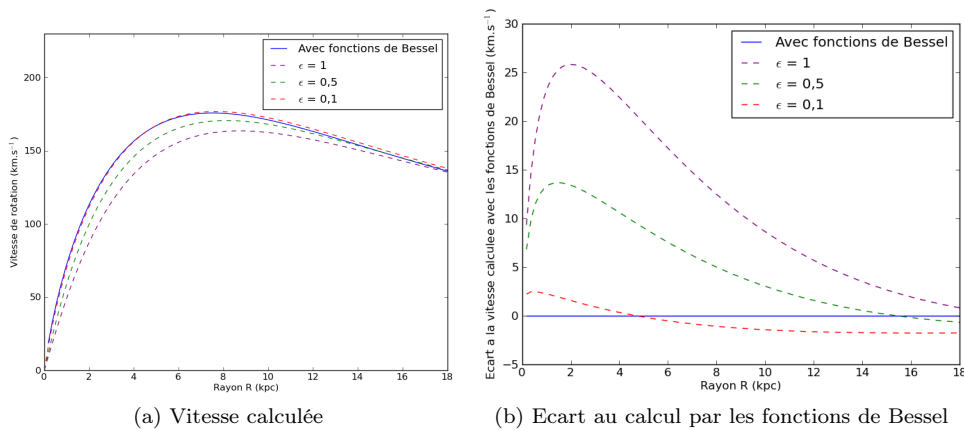 200
150
100
50
0
0
2
4
6
8
10
12
14
16
18
Vitesse de rotation (km.s⁻¹)
Rayon R (kpc)
Avec fonctions de Bessel
ϵ = 1
ϵ = 0,5
ϵ = 0,1
(a) Vitesse calculée
30
25
20
15
10
5
0
−5
0
2
4
6
8
10
12
14
16
18
Ecart a la vitesse calculee avec les fonctions de Bessel (km.s⁻¹)
Rayon R (kpc)
Avec fonctions de Bessel
ϵ = 1
ϵ = 0,5
ϵ = 0,1
(b) Ecart au calcul par les fonctions de Bessel